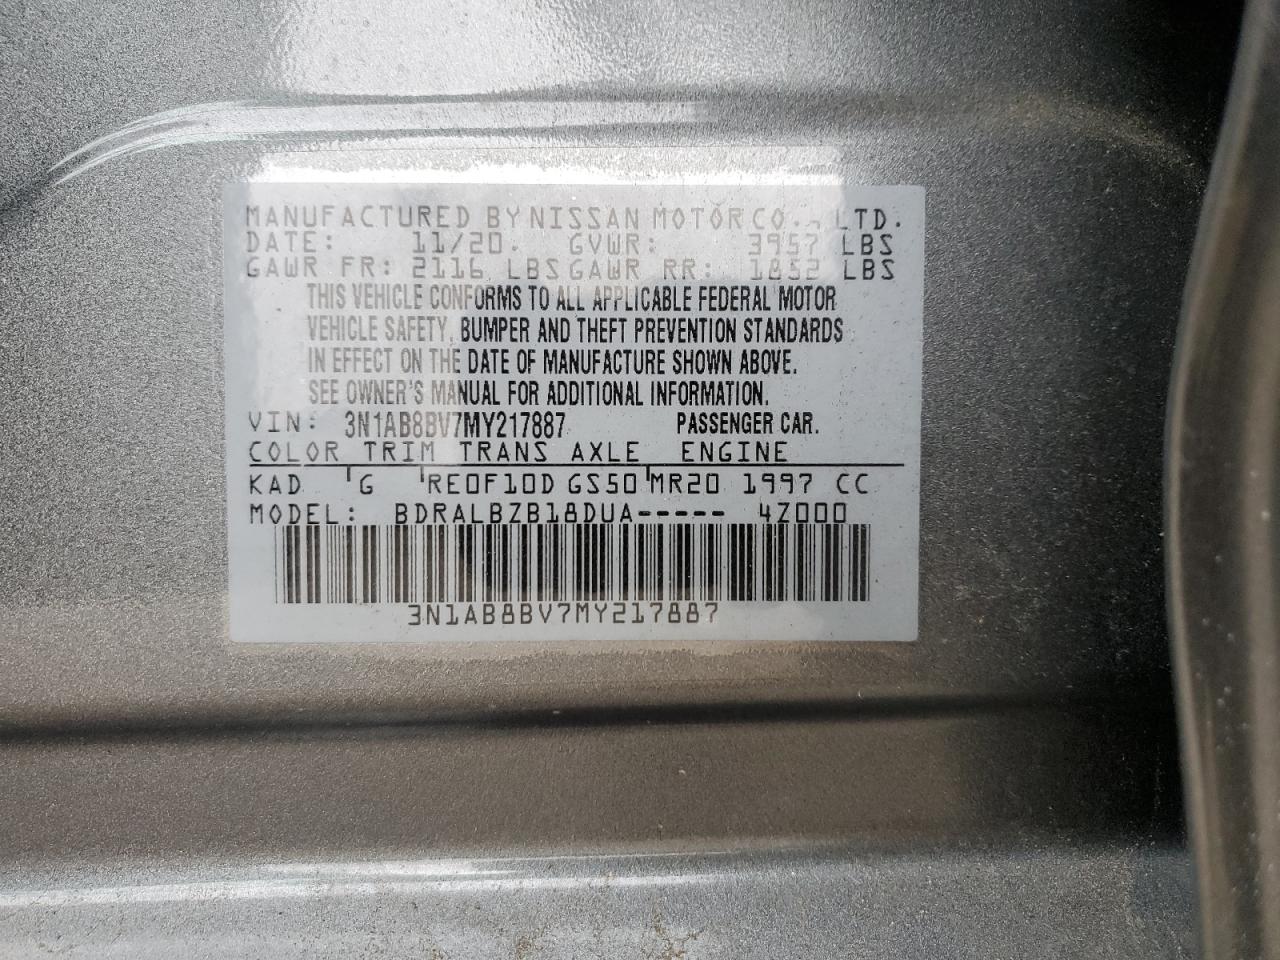 MANUFACTURED BY NISSAN MOTOR CO., LTD.
DATE: 11/20. GVWR: 3957 LBS
GAWR FR: 2116 LBS GAWR RR: 1852 LBS
THIS VEHICLE CONFORMS TO ALL APPLICABLE FEDERAL MOTOR
VEHICLE SAFETY, BUMPER AND THEFT PREVENTION STANDARDS
IN EFFECT ON THE DATE OF MANUFACTURE SHOWN ABOVE.
SEE OWNER'S MANUAL FOR ADDITIONAL INFORMATION.
VIN: 3N1AB8BV7MY217887 PASSENGER CAR.
COLOR TRIM TRANS AXLE ENGINE
KAD G RE0F10D GS50 MR20 1997 CC
MODEL: BDRALBZB18DUA----- 4Z000
3N1AB8BV7MY217887